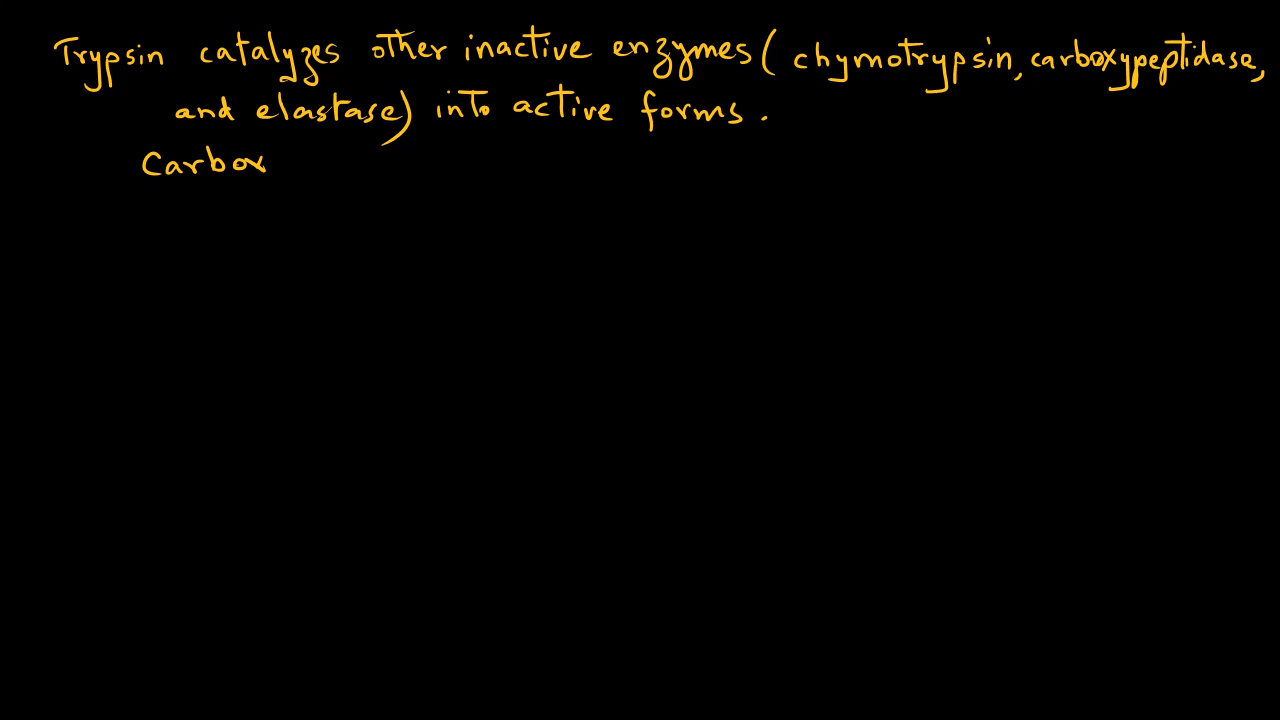 Trypsin catalyzes other inactive enzymes (chymotrypsin, carboxypeptidase,
and elastase) into active forms.
Carbox